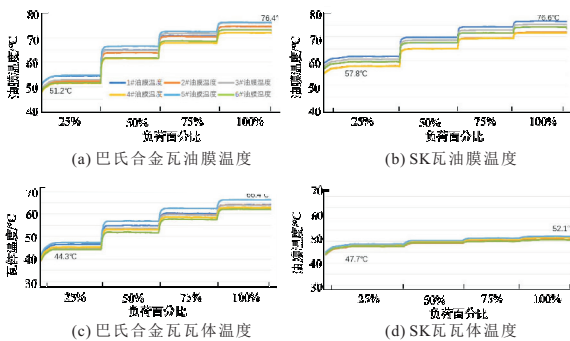 80
70
60
50
40
油膜温度/℃
76.4°
51.2℃
1#油膜温度
2#油膜温度
3#油膜温度
4#油膜温度
5#油膜温度
6#油膜温度
25%
50%
75%
100%
负荷百分比
(a) 巴氏合金瓦油膜温度
80
70
60
50
40
油膜温度/℃
76.6℃
57.8℃
25%
50%
75%
100%
负荷百分比
(b) SK瓦油膜温度
70
60
50
40
30
瓦体温度/℃
66.4℃
44.3℃
25%
50%
75%
100%
负荷百分比
(c) 巴氏合金瓦瓦体温度
70
60
50
40
30
油膜温度/℃
52.1°
47.7℃
25%
50%
75%
100%
负荷百分比
(d) SK瓦瓦体温度